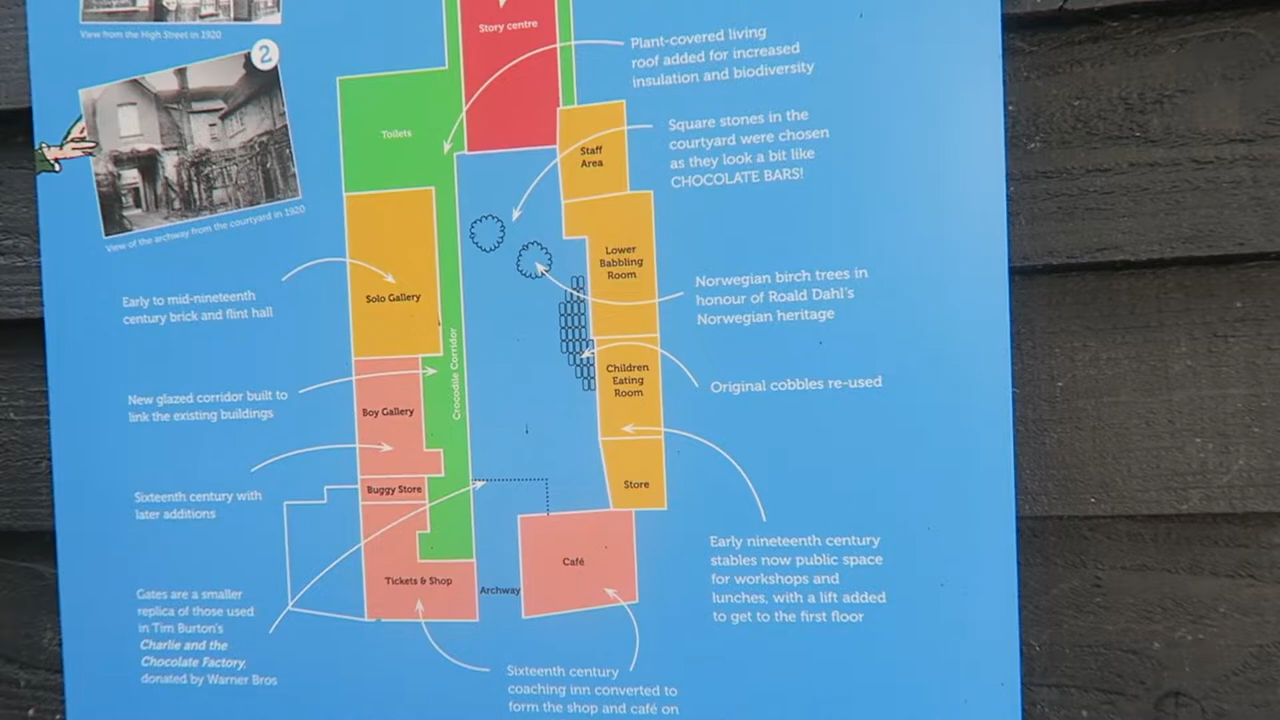 View from the High Street in 1920
2
View of the archway from the courtyard in 1920
Story centre
Plant-covered living
roof added for increased
insulation and biodiversity
Toilets
Staff
Area
Square stones in the
courtyard were chosen
as they look a bit like
CHOCOLATE BARS!
Lower
Babbling
Room
Early to mid-nineteenth
century brick and flint hall
Solo Gallery
Norwegian birch trees in
honour of Roald Dahl's
Norwegian heritage
Crocodile Corridor
Children
Eating
Room
Original cobbles re-used
New glazed corridor built to
link the existing buildings
Boy Gallery
Sixteenth century with
later additions
Buggy Store
Store
Early nineteenth century
stables now public space
for workshops and
lunches, with a lift added
to get to the first floor
Café
Tickets & Shop
Archway
Gates are a smaller
replica of those used
in Tim Burton's
Charlie and the
Chocolate Factory,
donated by Warner Bros
Sixteenth century
coaching inn converted to
form the shop and café on